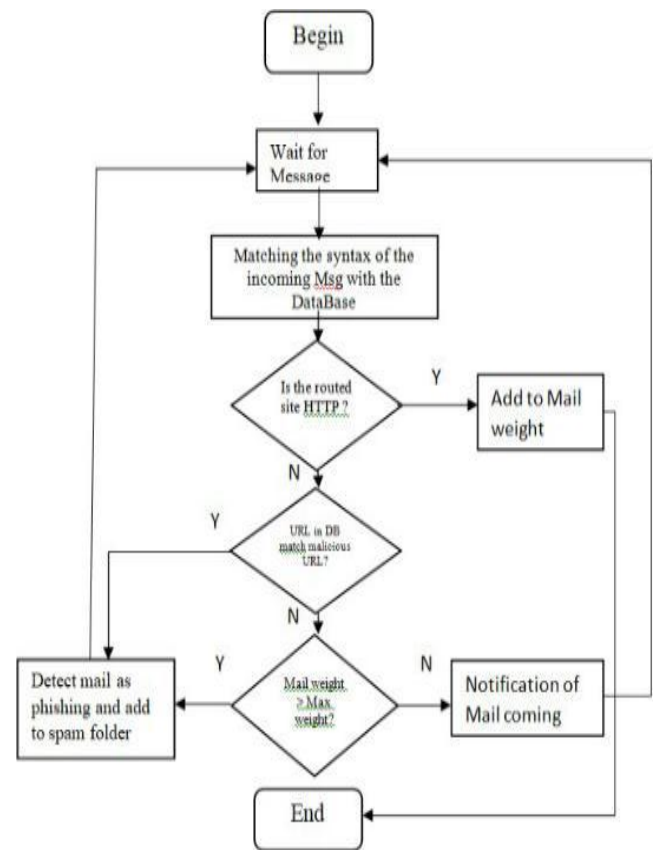 Begin
Wait for
Message
Matching the syntax of the
incoming Msg with the
DataBase
Is the routed
site HTTP ?
Y
Add to Mail
weight
N
URL in DB
match malicious
URL?
Y
N
Mail weight
> Max
weight?
Y
N
Detect mail as
phishing and add
to spam folder
Notification of
Mail coming
End